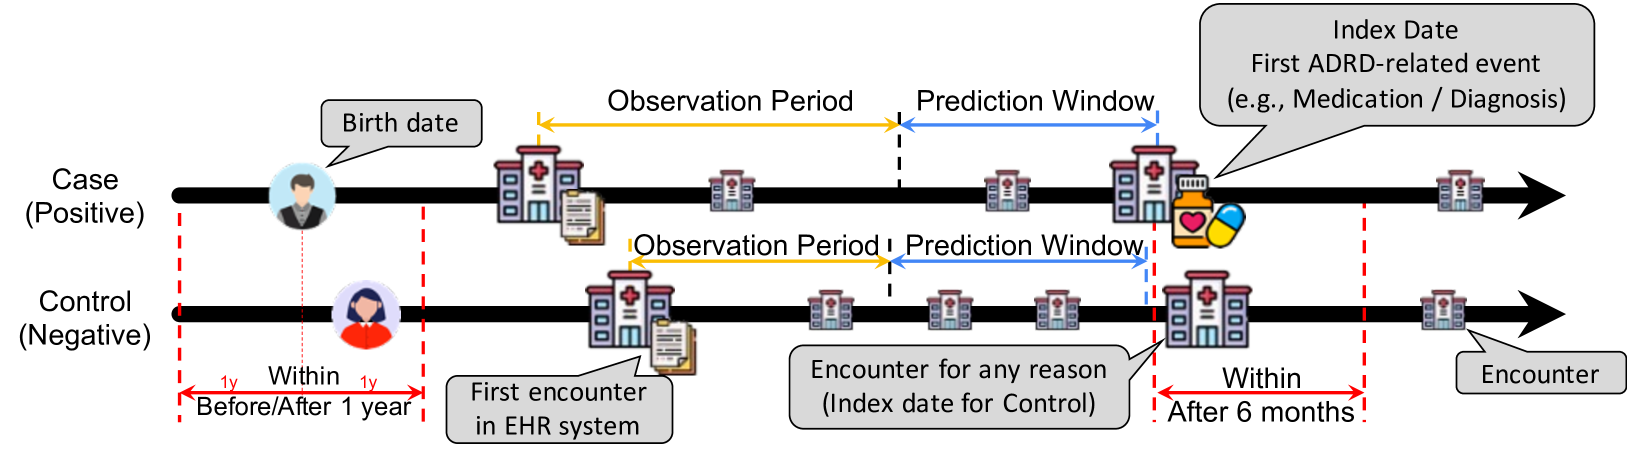 Index Date
First ADRD-related event
(e.g., Medication / Diagnosis)
Observation Period
Prediction Window
Birth date
Case
(Positive)
Observation Period
Prediction Window
Control
(Negative)
1y
Within
1y
Before/After 1 year
First encounter
in EHR system
Encounter for any reason
(Index date for Control)
Within
After 6 months
Encounter